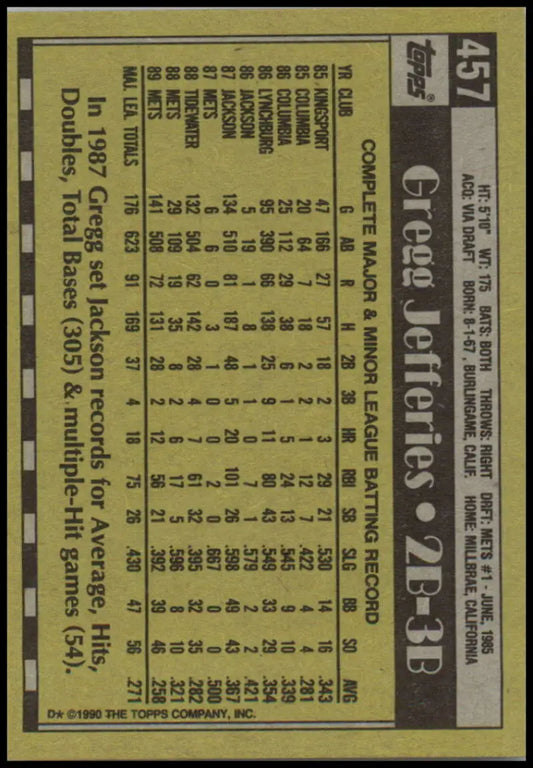 457
HT: 5'10" WT: 175 BATS: BOTH THROWS: RIGHT DRFT: METS #1 - JUNE, 1985
ACQ: VIA DRAFT BORN: 8-1-67, BURLINGAME, CALIF. HOME: MILLBRAE, CALIFORNIA
TOPPS®
Gregg Jefferies • 2B-3B
COMPLETE MAJOR & MINOR LEAGUE BATTING RECORD
YR CLUB G AB R H 2B 3B HR RBI SB SLG BB SO AVG
85 KINGSPORT 47 166 27 57 18 2 3 29 21 .530 14 16 .343
85 COLUMBIA 20 64 7 18 2 2 1 12 7 .422 4 4 .281
86 COLUMBIA 25 112 29 38 6 1 5 24 13 .545 9 10 .339
86 LYNCHBURG 95 390 66 138 25 9 11 80 43 .549 33 29 .354
86 JACKSON 5 19 1 8 1 1 0 7 1 .579 2 2 .421
87 JACKSON 134 510 81 187 48 5 20 101 26 .598 49 43 .367
87 METS 6 6 0 3 1 0 0 2 0 .667 0 0 .500
88 TIDEWATER 132 504 62 142 28 4 7 61 32 .395 32 35 .282
88 METS 29 109 19 35 8 2 6 17 5 .596 8 10 .321
89 METS 141 508 72 131 28 2 12 56 21 .392 39 46 .258
MAJ. LEA. TOTALS 176 623 91 169 37 4 18 75 26 .430 47 56 .271
In 1987 Gregg set Jackson records for Average, Hits,
Doubles, Total Bases (305) & multiple-Hit games (54).
D* ©1990 THE TOPPS COMPANY, INC.